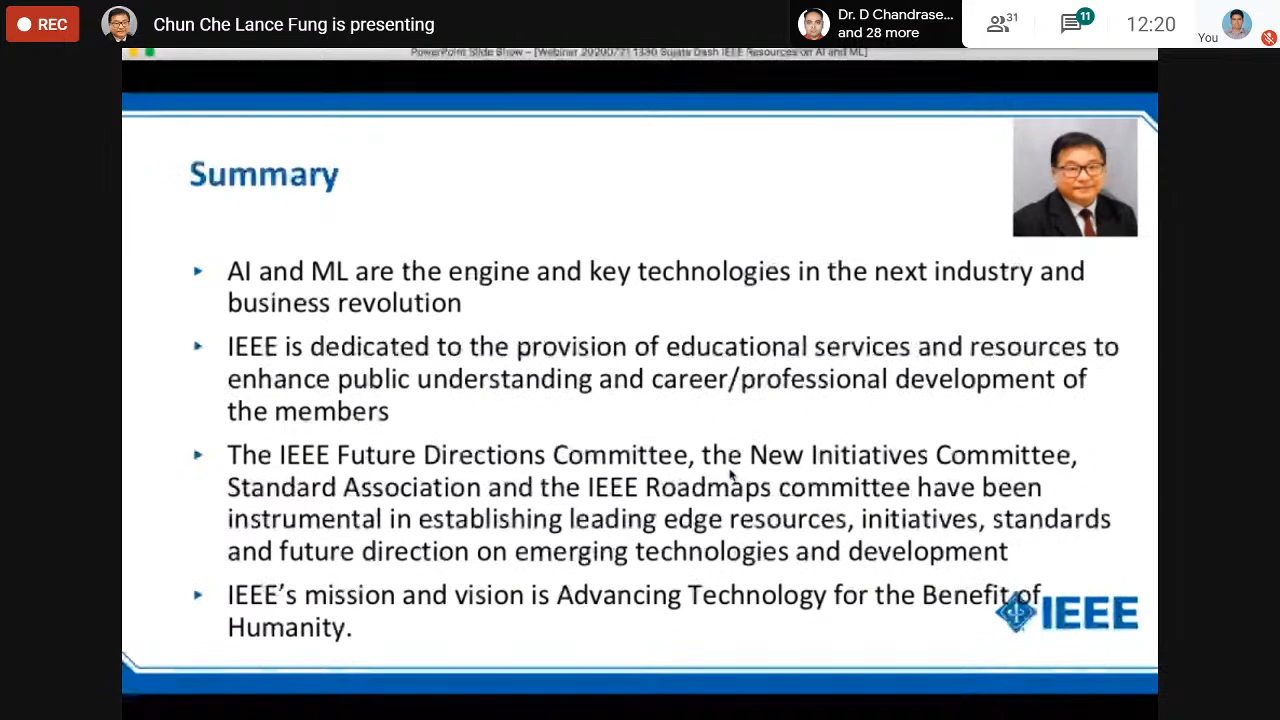 REC
Chun Che Lance Fung is presenting
Dr. D Chandrase...
and 28 more
31
11
12:20
You
PowerPoint Slide Show - [Webinar 20200721 1330 Sujata Dash IEEE Resources on AI and ML]
Summary
AI and ML are the engine and key technologies in the next industry and
business revolution
IEEE is dedicated to the provision of educational services and resources to
enhance public understanding and career/professional development of
the members
The IEEE Future Directions Committee, the New Initiatives Committee,
Standard Association and the IEEE Roadmaps committee have been
instrumental in establishing leading edge resources, initiatives, standards
and future direction on emerging technologies and development
IEEE's mission and vision is Advancing Technology for the Benefit of
Humanity.
IEEE